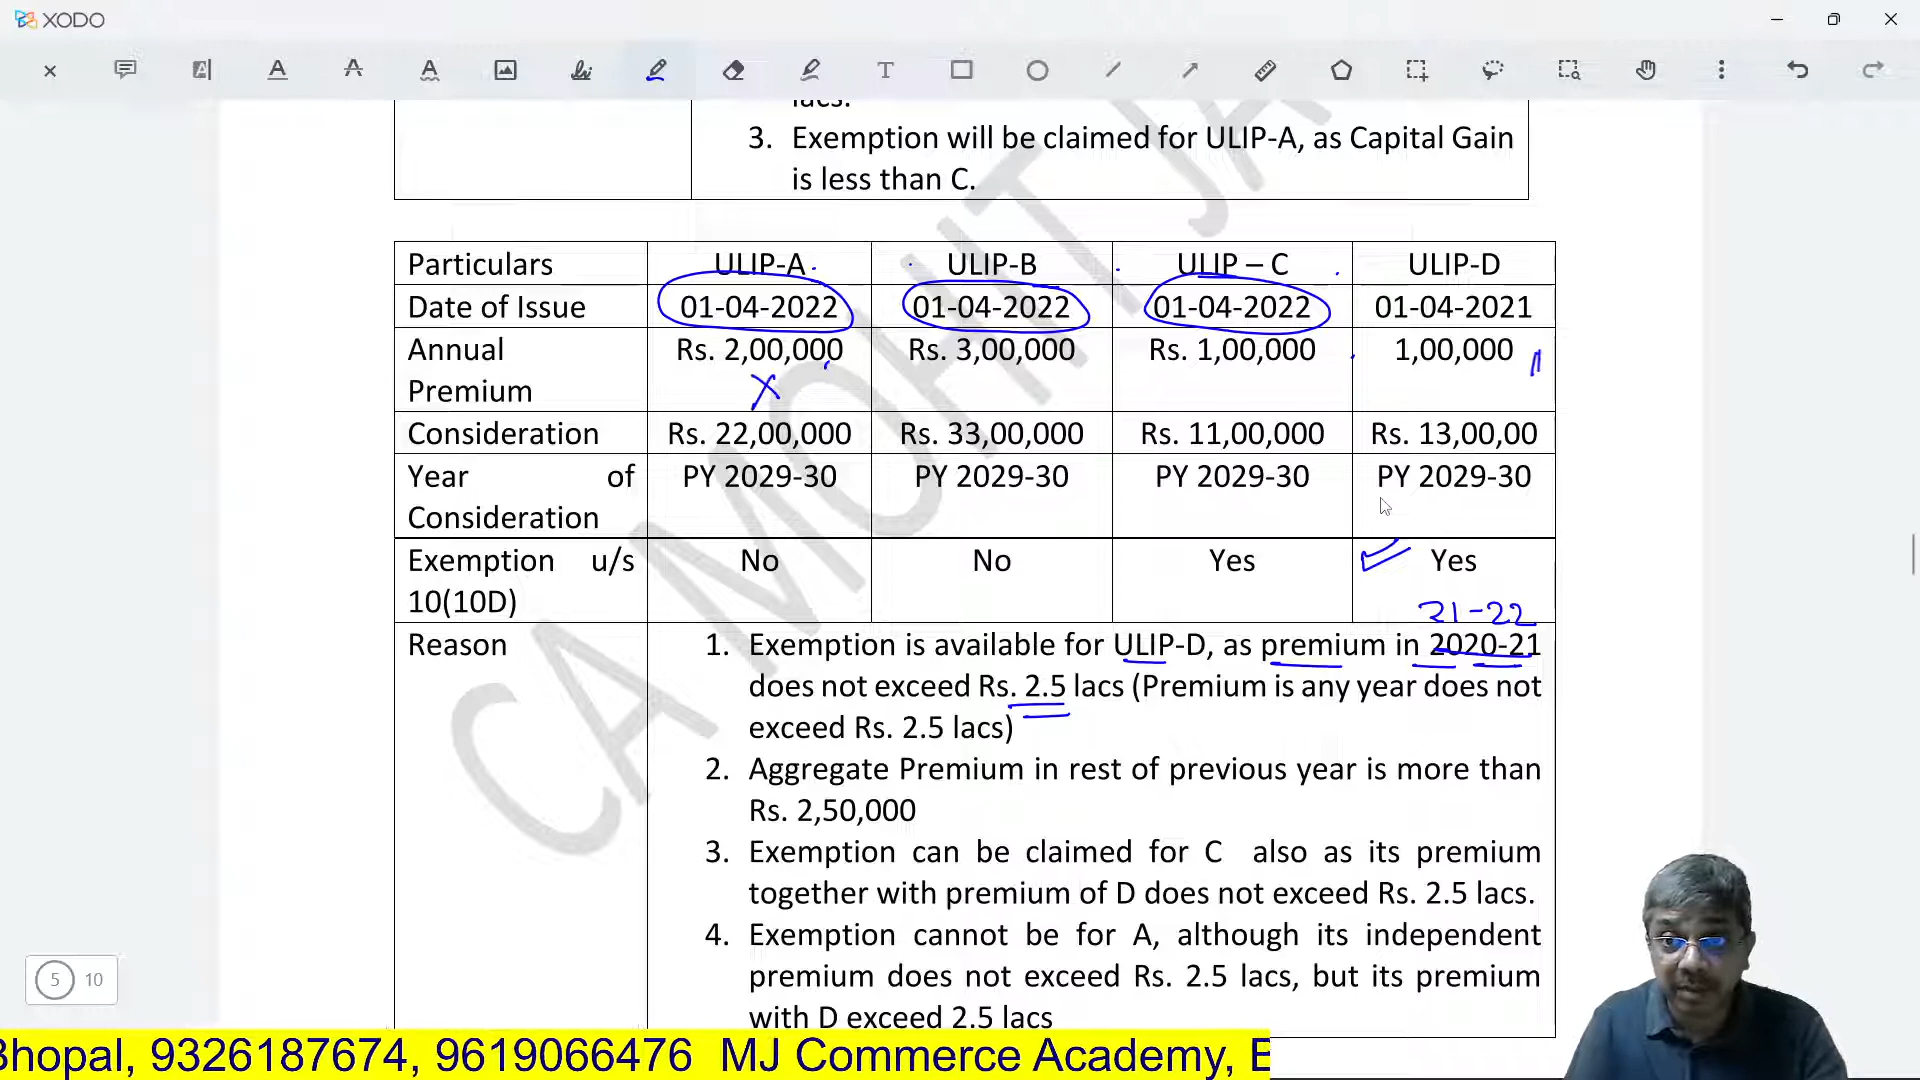 XODO
lacs.
3. Exemption will be claimed for ULIP-A, as Capital Gain
is less than C.
Particulars ULIP-A ULIP-B ULIP – C ULIP-D
Date of Issue 01-04-2022 01-04-2022 01-04-2022 01-04-2021
Annual Premium Rs. 2,00,000 Rs. 3,00,000 Rs. 1,00,000 1,00,000
X
Consideration Rs. 22,00,000 Rs. 33,00,000 Rs. 11,00,000 Rs. 13,00,00
Year of Consideration PY 2029-30 PY 2029-30 PY 2029-30 PY 2029-30
Exemption u/s 10(10D) No No Yes Yes
21-22
Reason 1. Exemption is available for ULIP-D, as premium in 2020-21
does not exceed Rs. 2.5 lacs (Premium is any year does not
exceed Rs. 2.5 lacs)
2. Aggregate Premium in rest of previous year is more than
Rs. 2,50,000
3. Exemption can be claimed for C also as its premium
together with premium of D does not exceed Rs. 2.5 lacs.
4. Exemption cannot be for A, although its independent
premium does not exceed Rs. 2.5 lacs, but its premium
with D exceed 2.5 lacs
CA MOHIT JA
5 10
Bhopal, 9326187674, 9619066476 MJ Commerce Academy, B